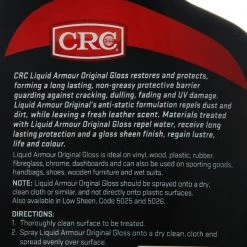 CRC
CRC Liquid Armour Original Gloss restores and protects,
forming a long lasting, non-greasy protective barrier
guarding against cracking, dulling, fading and UV damage.
Liquid Armour Original's anti-static formulation repels dust and
dirt, while leaving a fresh leather scent. Materials treated
with Liquid Armour Original Gloss repel water, receive long
lasting protection and a gloss sheen finish, regain lustre,
life and colour.
Liquid Armour Original Gloss is ideal on vinyl, wood, plastic, rubber,
fibreglass, chrome, dashboards and can also be used on sporting goods,
handbags, shoes, wooden furniture and wet suits.
NOTE: Liquid Armour Original Gloss should be sprayed onto a dry,
clean cloth or similar, and not directly onto plastic surfaces.
Also available in Low Sheen, Code 5025 and 5026.
DIRECTIONS:
1. Thoroughly clean surface to be treated.
2. Spray Liquid Armour Original Gloss onto a dry clean, cloth and
spread evenly over surface.